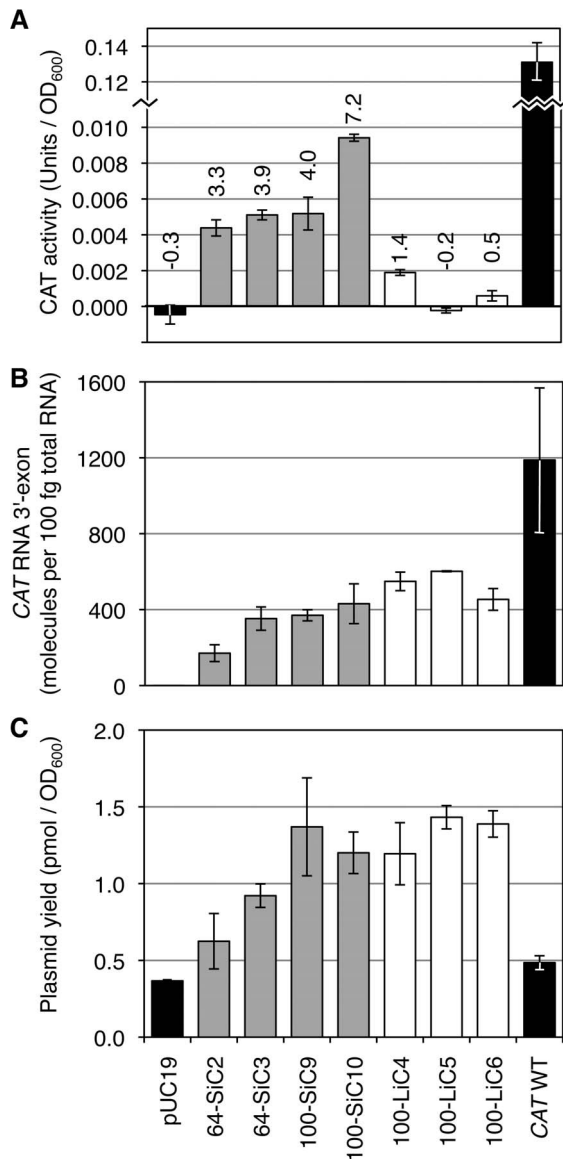 A
CAT activity (Units / OD600)
0.14
0.12
0.010
0.008
0.006
0.004
0.002
0.000
-0.3
3.3
3.9
4.0
7.2
1.4
-0.2
0.5
B
CAT RNA 3'-exon
(molecules per 100 fg total RNA)
1600
1200
800
400
0
C
Plasmid yield (pmol / OD600)
2.0
1.5
1.0
0.5
0.0
pUC19
64-SiC2
64-SiC3
100-SiC9
100-SiC10
100-LiC4
100-LiC5
100-LiC6
CAT WT